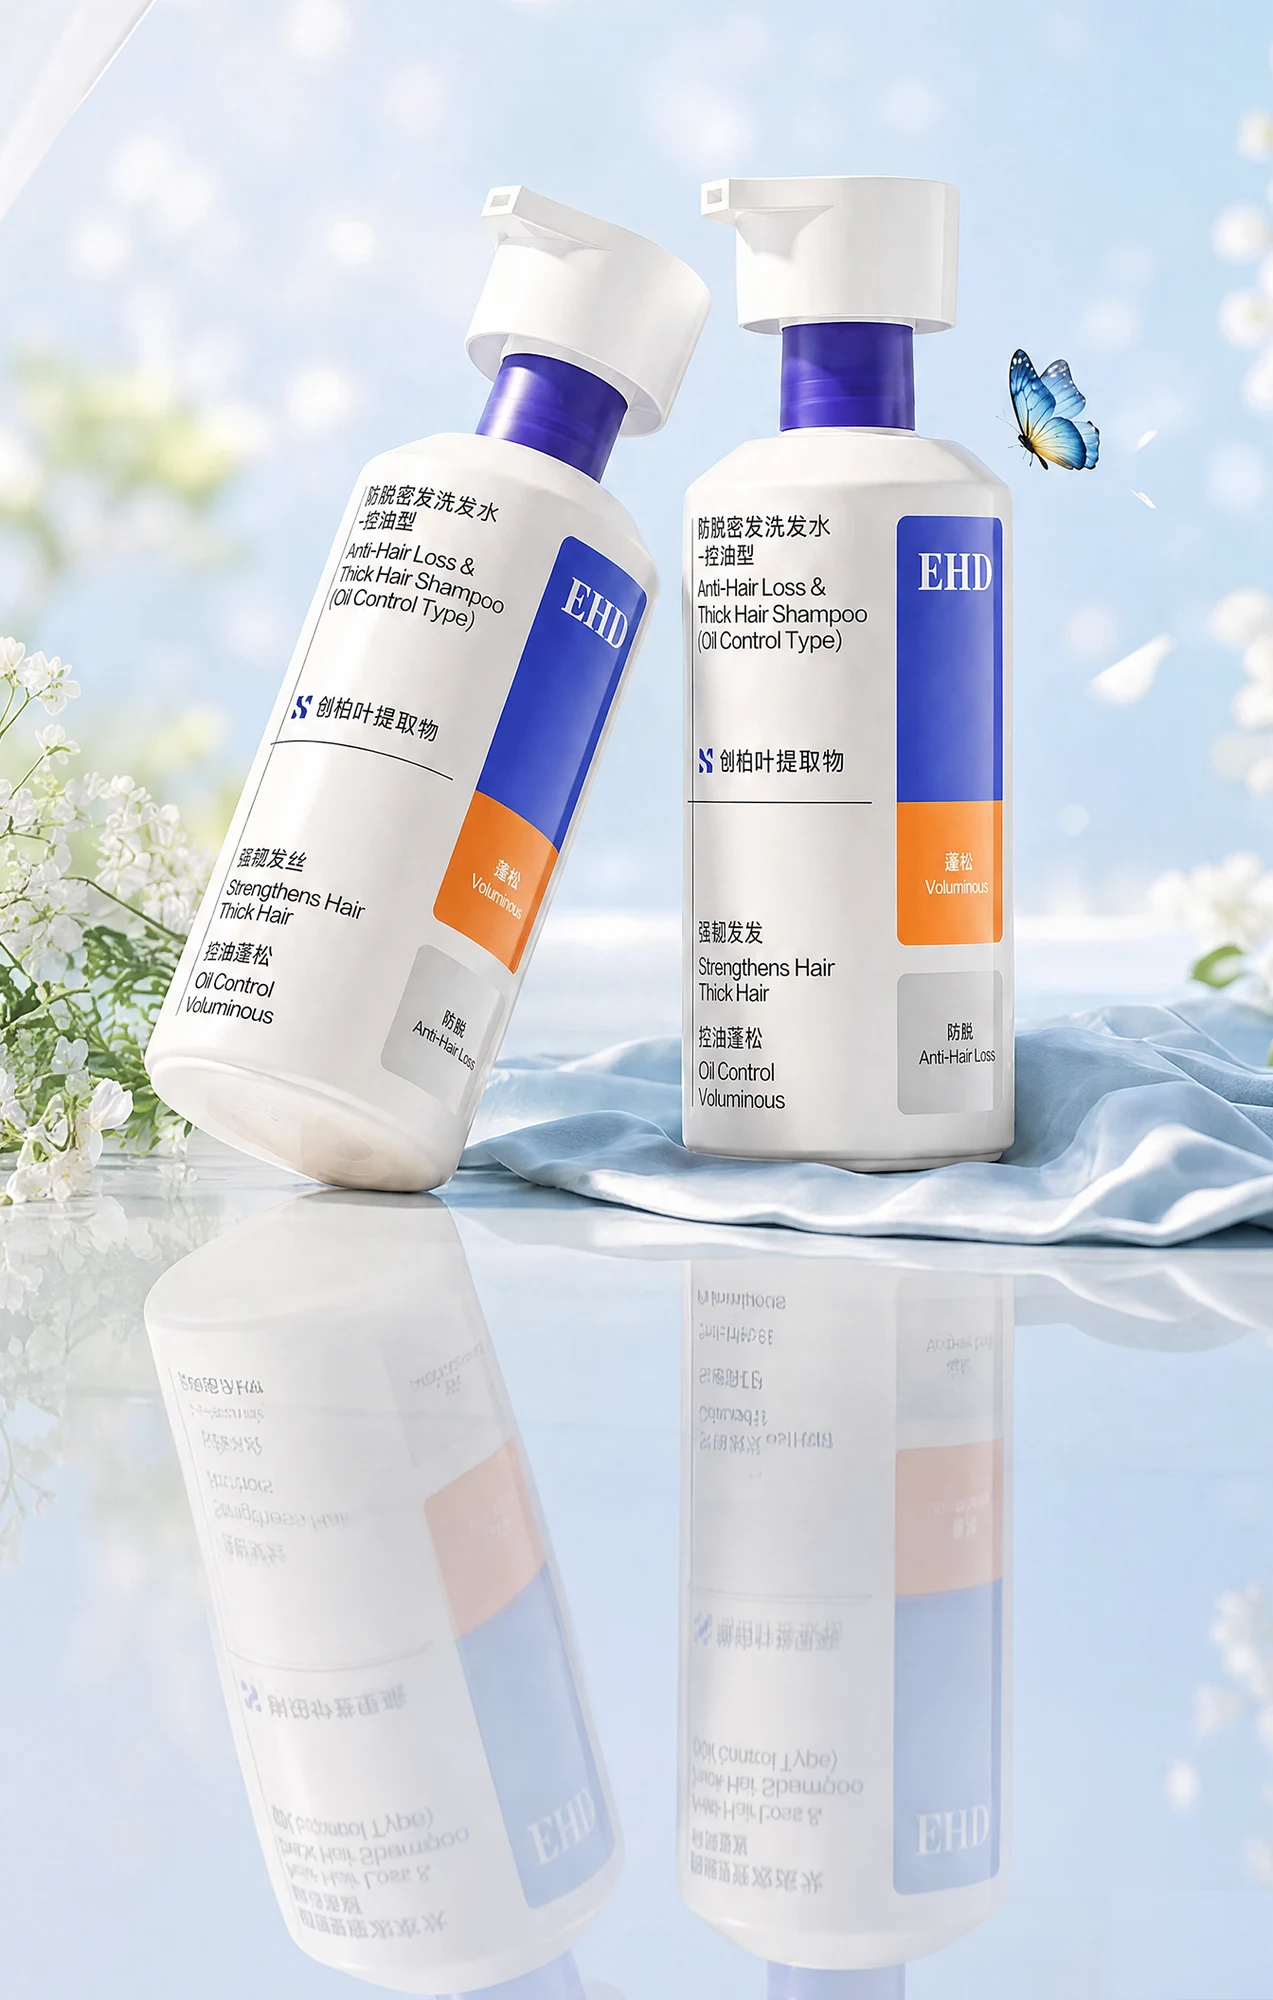 防脱密发洗发水
-控油型
Anti-Hair Loss &
Thick Hair Shampoo
(Oil Control Type)
EHD
创柏叶提取物
蓬松
Voluminous
强韧发丝
Strengthens Hair
Thick Hair
控油蓬松
Oil Control
Voluminous
防脱
Anti-Hair Loss
防脱密发洗发水
-控油型
Anti-Hair Loss &
Thick Hair Shampoo
(Oil Control Type)
EHD
创柏叶提取物
蓬松
Voluminous
强韧发发
Strengthens Hair
Thick Hair
控油蓬松
Oil Control
Voluminous
防脱
Anti-Hair Loss